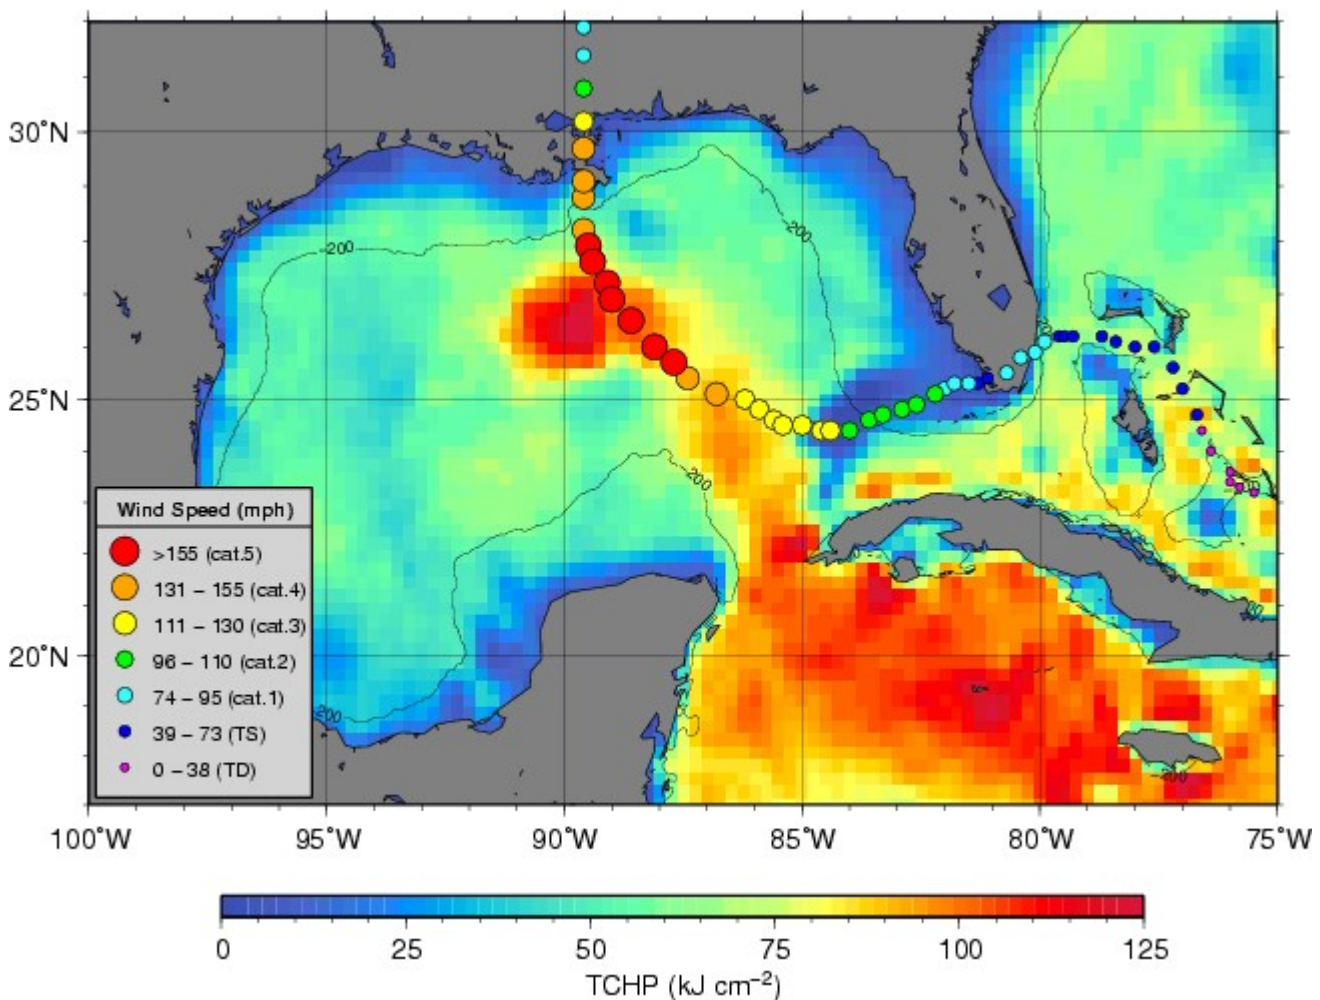 30°N
25°N
20°N
-200
200
200
200
200
-200
Wind Speed (mph)
>155 (cat.5)
131 – 155 (cat.4)
111 – 130 (cat.3)
96 – 110 (cat.2)
74 – 95 (cat.1)
39 – 73 (TS)
0 – 38 (TD)
100°W 95°W 90°W 85°W 80°W 75°W
0 25 50 75 100 125
TCHP (kJ cm⁻²)